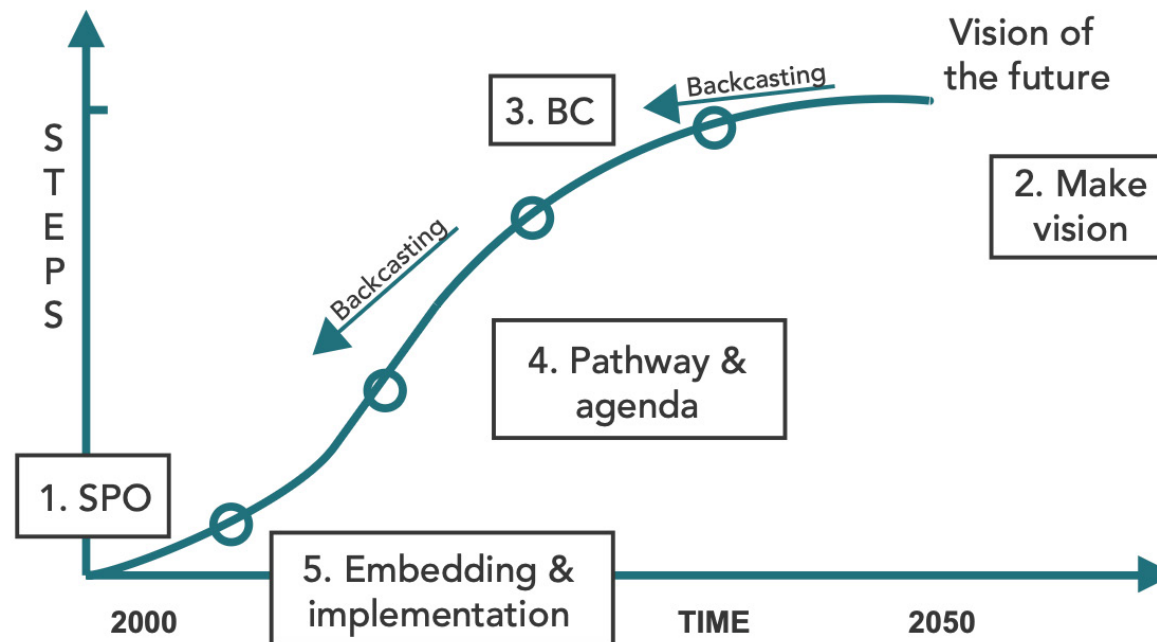 Vision of
the future
Backcasting
3. BC
STEPS
2. Make
vision
Backcasting
4. Pathway &
agenda
1. SPO
5. Embedding &
implementation
2000
TIME
2050